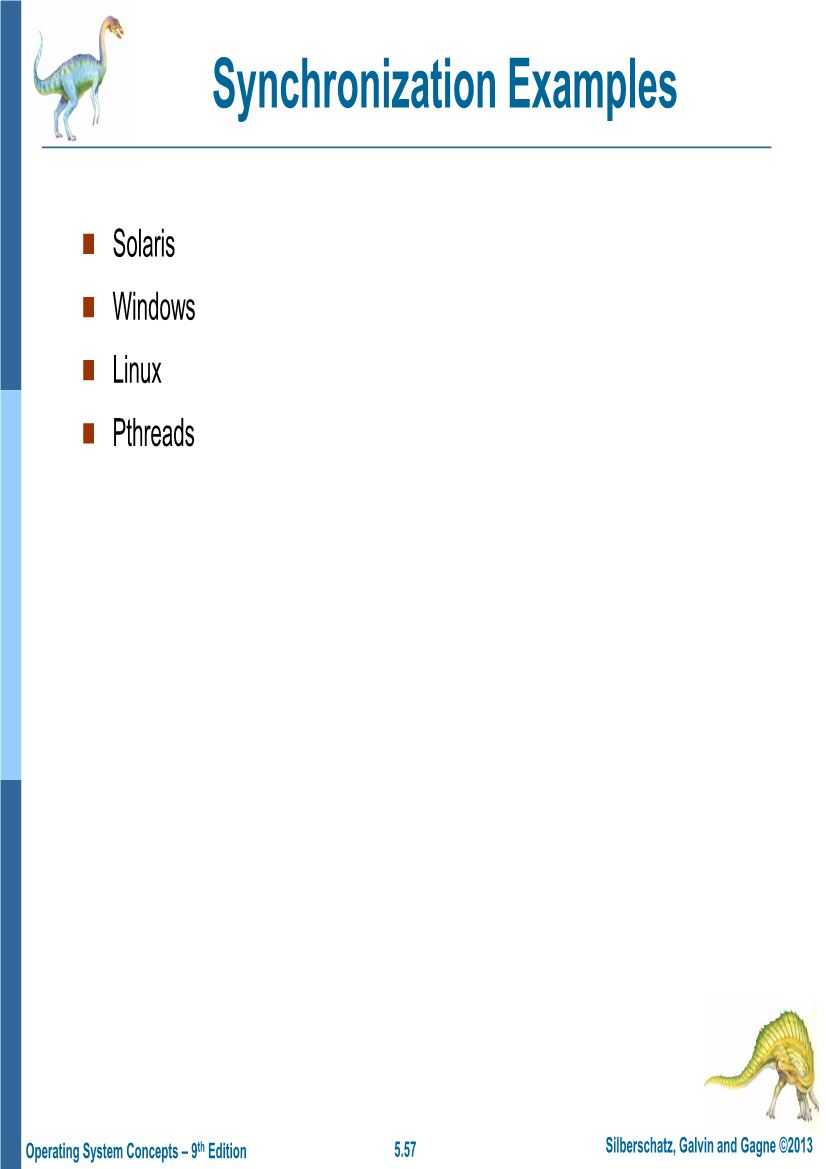 Synchronization Examples
Solaris
Windows
Linux
Pthreads
Operating System Concepts – 9th Edition
5.57
Silberschatz, Galvin and Gagne ©2013